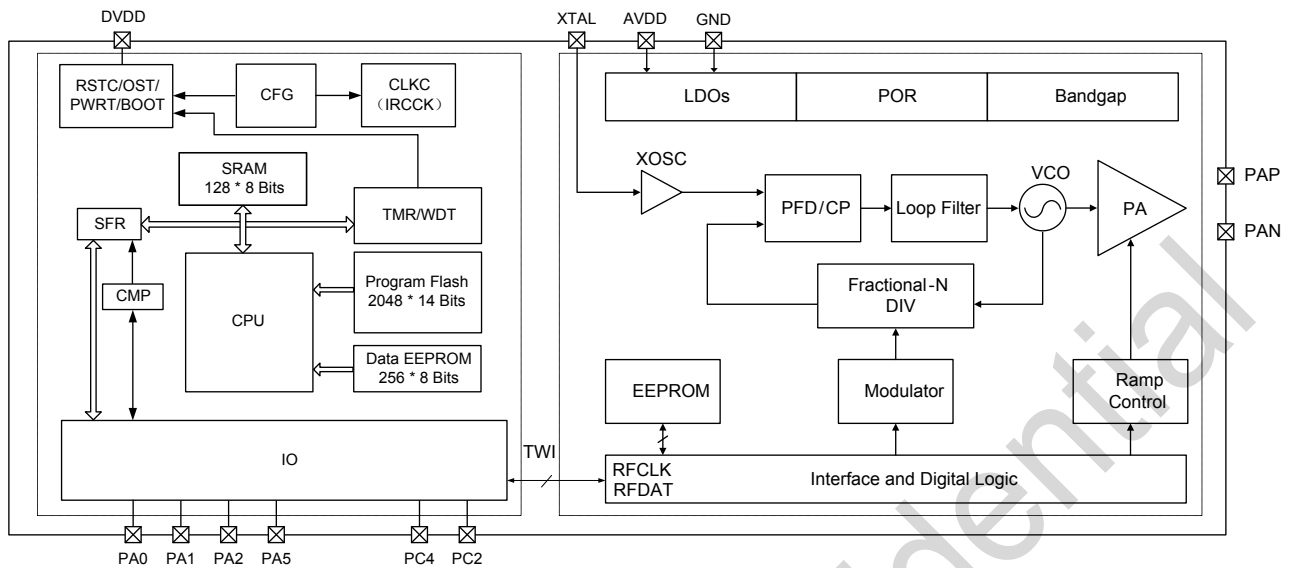 DVDD
XTAL
AVDD
GND
RSTC/OST/
PWRT/BOOT
CFG
CLKC
（IRCCK）
LDOs
POR
Bandgap
SRAM
128 * 8 Bits
SFR
TMR/WDT
CMP
CPU
Program Flash
2048 * 14 Bits
Data EEPROM
256 * 8 Bits
XOSC
PFD/CP
Loop Filter
VCO
PA
PAP
PAN
Fractional-N
DIV
EEPROM
Modulator
Ramp
Control
IO
TWI
RFCLK
RFDAT
Interface and Digital Logic
PA0
PA1
PA2
PA5
PC4
PC2